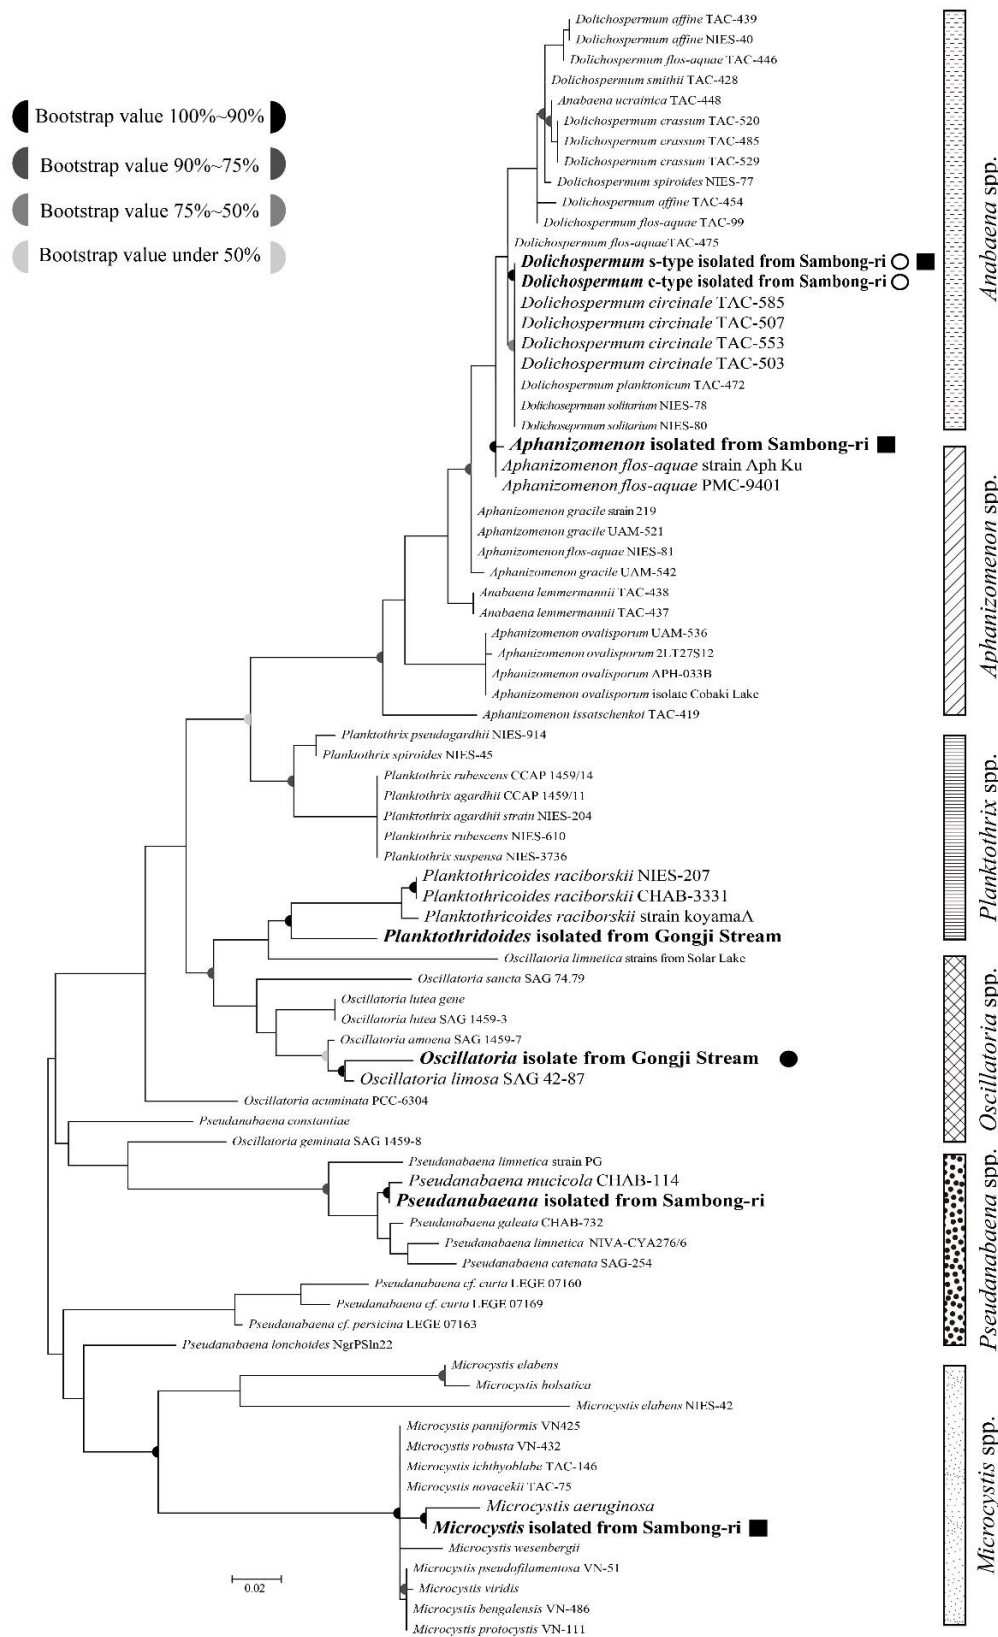 Bootstrap value 100%~90%
Bootstrap value 90%~75%
Bootstrap value 75%~50%
Bootstrap value under 50%
Dolichospermum affine TAC-439
Dolichospermum affine NIES-40
Dolichospermum flos-aquae TAC-446
Dolichospermum smithii TAC-428
Anabaena ucrainica TAC-448
Dolichospermum crassum TAC-520
Dolichospermum crassum TAC-485
Dolichospermum crassum TAC-529
Dolichospermum spiroides NIES-77
Dolichospermum affine TAC-454
Dolichospermum flos-aquae TAC-99
Dolichospermum flos-aquaeTAC-475
Dolichospermum s-type isolated from Sambong-ri
Dolichospermum c-type isolated from Sambong-ri
Dolichospermum circinale TAC-585
Dolichospermum circinale TAC-507
Dolichospermum circinale TAC-553
Dolichospermum circinale TAC-503
Dolichospermum planktonicum TAC-472
Dolichoseprmum solitarium NIES-78
Dolichoseprmum solitarium NIES-80
Anabaena spp.
Aphanizomenon isolated from Sambong-ri
Aphanizomenon flos-aquae strain Aph Ku
Aphanizomenon flos-aquae PMC-9401
Aphanizomenon gracile strain 219
Aphanizomenon gracile UAM-521
Aphanizomenon flos-aquae NIES-81
Aphanizomenon gracile UAM-542
Anabaena lemmermannii TAC-438
Anabaena lemmermannii TAC-437
Aphanizomenon ovalisporum UAM-536
Aphanizomenon ovalisporum 2LT27S12
Aphanizomenon ovalisporum APH-033B
Aphanizomenon ovalisporum isolate Cobaki Lake
Aphanizomenon issatschenkoi TAC-419
Aphanizomenon spp.
Planktothrix pseudagardhii NIES-914
Planktothrix spiroides NIES-45
Planktothrix rubescens CCAP 1459/14
Planktothrix agardhii CCAP 1459/11
Planktothrix agardhii strain NIES-204
Planktothrix rubescens NIES-610
Planktothrix suspensa NIES-3736
Planktothricoides raciborskii NIES-207
Planktothricoides raciborskii CHAB-3331
Planktothricoides raciborskii strain koyamaA
Planktothridoides isolated from Gongji Stream
Planktothrix spp.
Oscillatoria limnetica strains from Solar Lake
Oscillatoria sancta SAG 74.79
Oscillatoria lutea gene
Oscillatoria lutea SAG 1459-3
Oscillatoria amoena SAG 1459-7
Oscillatoria isolate from Gongji Stream
Oscillatoria limosa SAG 42-87
Oscillatoria acuminata PCC-6304
Pseudanabaena constantiae
Oscillatoria geminata SAG 1459-8
Oscillatoria spp.
Pseudanabaena limnetica strain PG
Pseudanabaena mucicola CHAB-114
Pseudanabaeana isolated from Sambong-ri
Pseudanabaena galeata CHAB-732
Pseudanabaena limnetica NIVA-CYA276/6
Pseudanabaena catenata SAG-254
Pseudanabaena cf. curta LEGE 07160
Pseudanabaena cf. curta LEGE 07169
Pseudanabaena cf. persicina LEGE 07163
Pseudanabaena lonchoides NgrPSln22
Pseudanabaena spp.
Microcystis elabens
Microcystis holsatica
Microcystis elabens NIES-42
Microcystis panniformis VN425
Microcystis robusta VN-432
Microcystis ichthyoblabe TAC-146
Microcystis novacekii TAC-75
Microcystis aeruginosa
Microcystis isolated from Sambong-ri
Microcystis wesenbergii
Microcystis pseudofilamentosa VN-51
Microcystis viridis
Microcystis bengalensis VN-486
Microcystis protocystis VN-111
Microcystis spp.
0.02